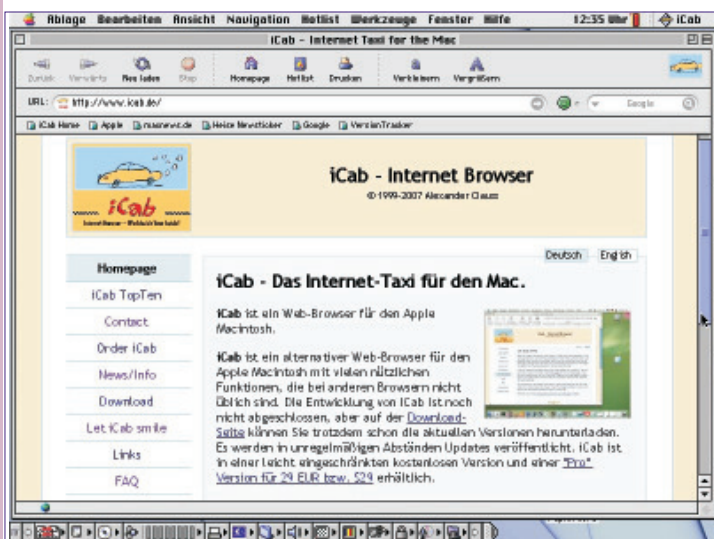 Ablage Bearbeiten Ansicht Navigation Hotlist Werkzeuge Fenster Hilfe 12:35 Uhr iCab
iCab - Internet Taxi for the Mac
Zurück Vorwärts Neu laden Stop Homepage Hotlist Drucken Verkleinern Vergrößern
URL: http://www.icab.de/ Google
iCab Home Apple macnews.de Heise Newsticker Google VersionTracker
iCab
iCab - Internet Browser
© 1999-2007 Alexander Clauss
Deutsch English
Homepage
iCab TopTen
Contact
Order iCab
News/Info
Download
Let iCab smile
Links
FAQ
iCab - Das Internet-Taxi für den Mac.
iCab ist ein Web-Browser für den Apple
Macintosh.
iCab ist ein alternativer Web-Browser für den
Apple Macintosh mit vielen nützlichen
Funktionen, die bei anderen Browsern nicht
üblich sind. Die Entwicklung von iCab ist noch
nicht abgeschlossen, aber auf der Download-
Seite können Sie trotzdem schon die aktuellen Versionen herunterladen.
Es werden in unregelmäßigen Abständen Updates veröffentlicht. iCab ist
in einer leicht eingeschränkten kostenlosen Version und einer "Pro"
Version für 29 EUR bzw. $29 erhältlich.